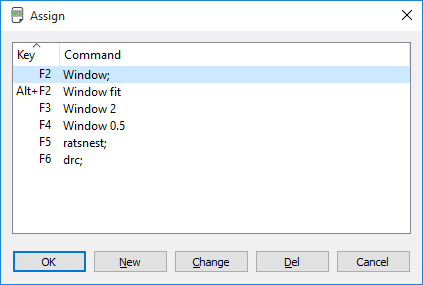 Assign
Key Command
F2 Window;
Alt+F2 Window fit
F3 Window 2
F4 Window 0.5
F5 ratsnest;
F6 drc;
OK New Change Del Cancel